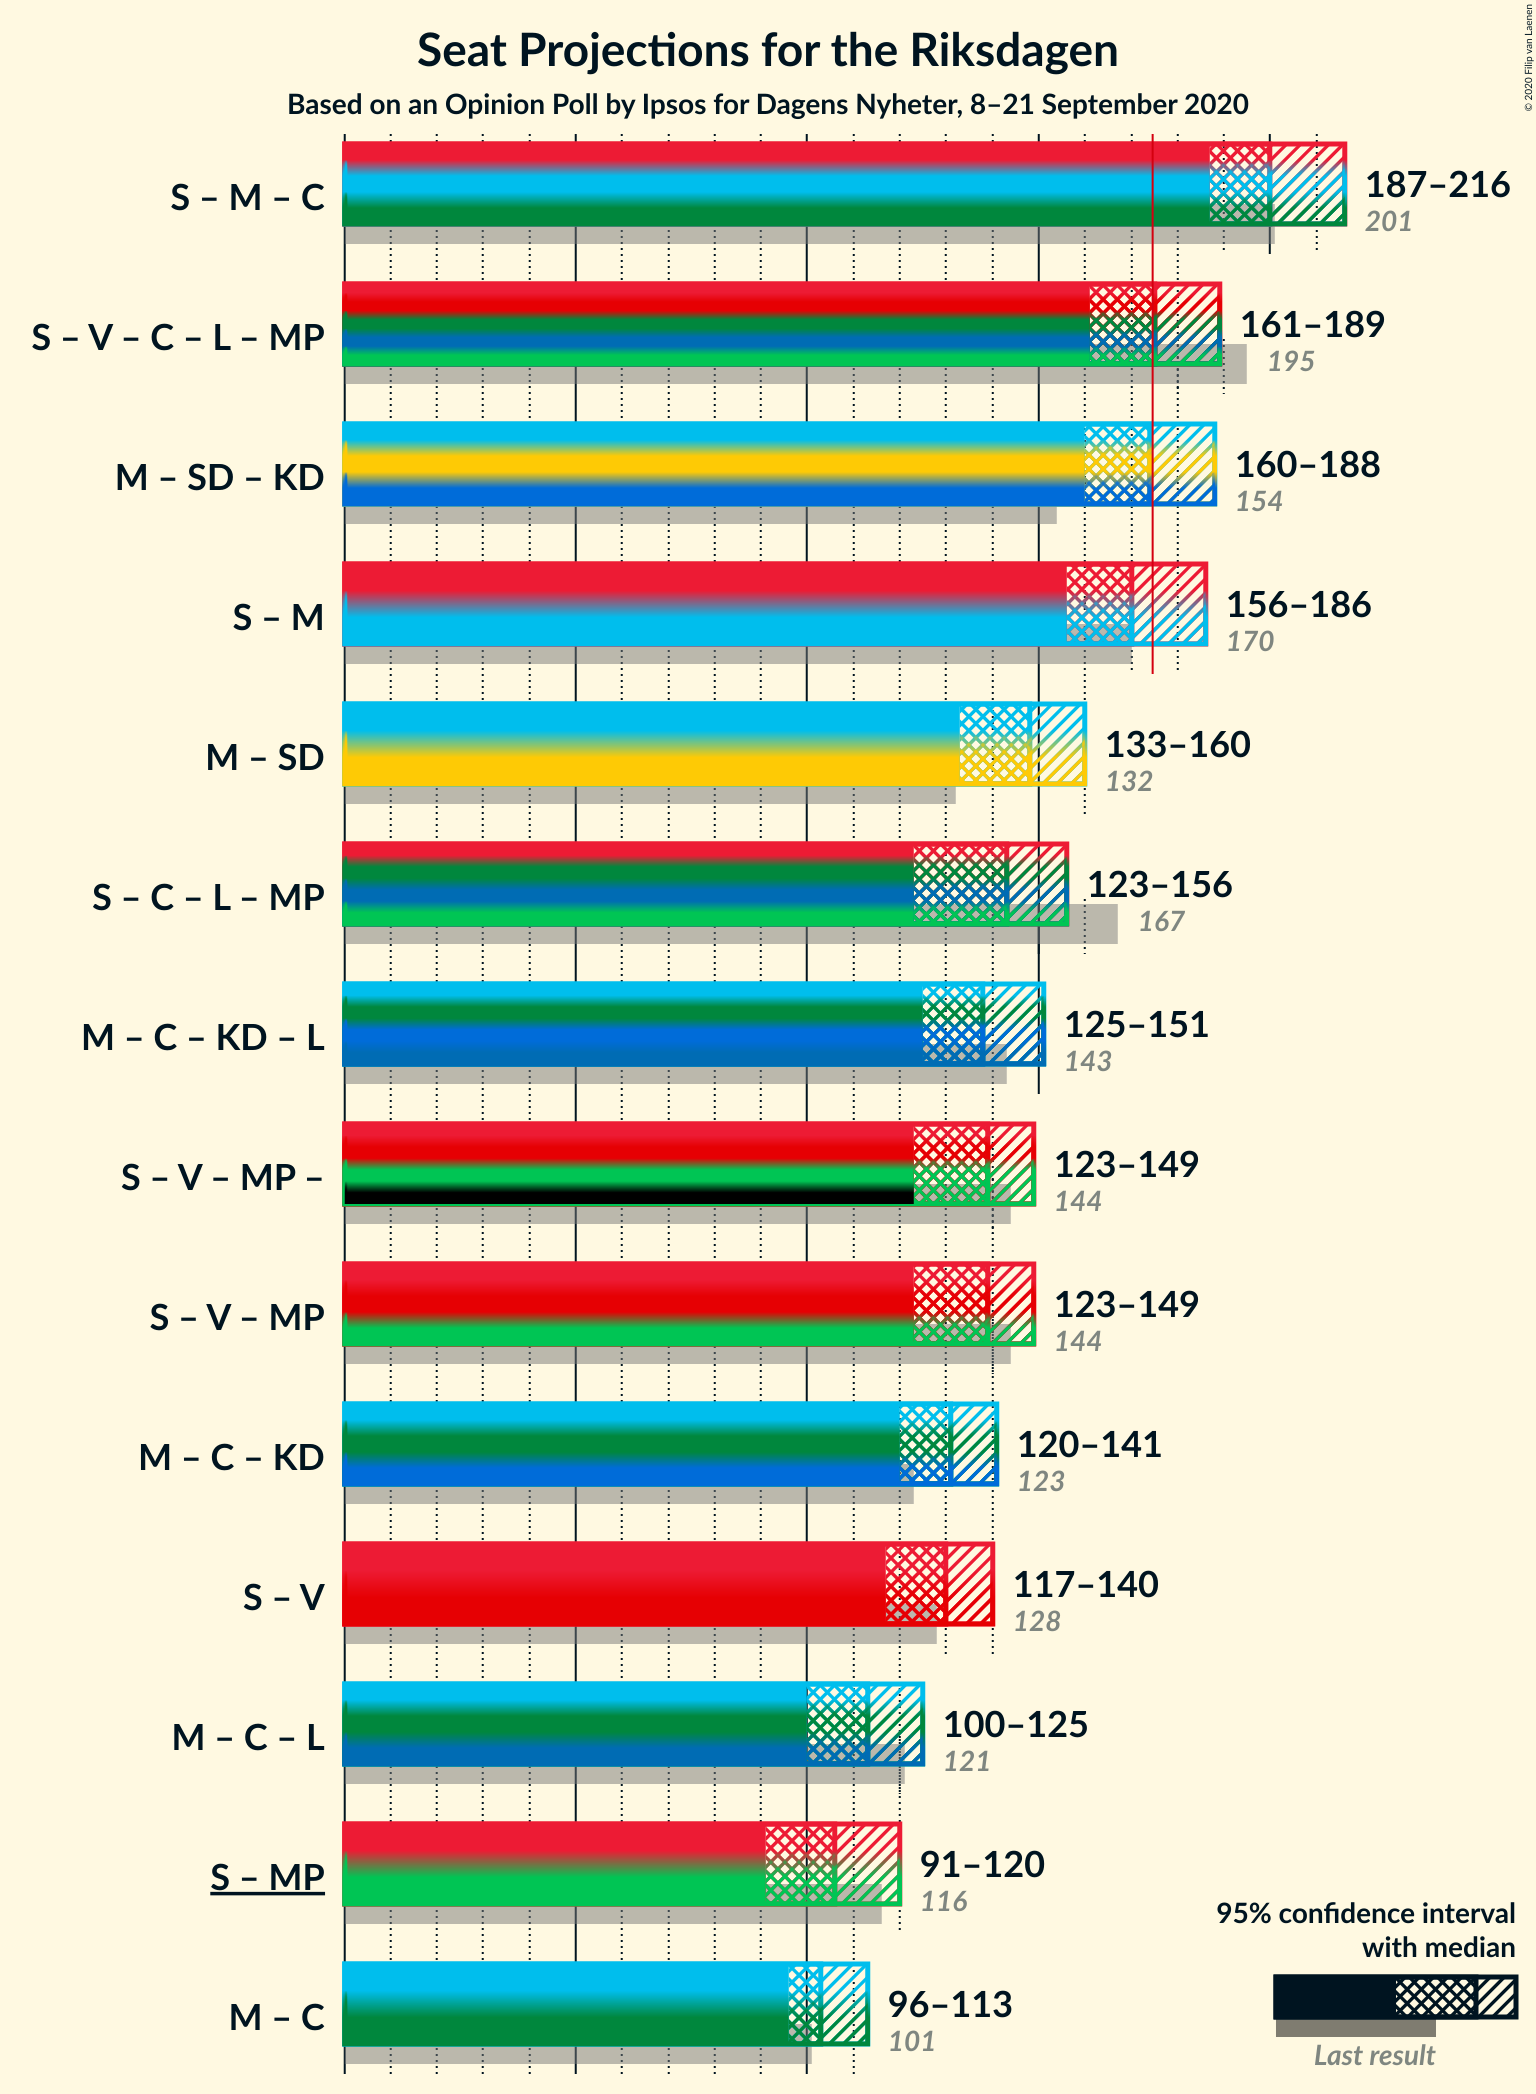 Seat Projections for the Riksdagen
Based on an Opinion Poll by Ipsos for Dagens Nyheter, 8–21 September 2020
© 2020 Filip van Laenen
S – M – C
187–216
201
S – V – C – L – MP
161–189
195
M – SD – KD
160–188
154
S – M
156–186
170
M – SD
133–160
132
S – C – L – MP
123–156
167
M – C – KD – L
125–151
143
S – V – MP –
123–149
144
S – V – MP
123–149
144
M – C – KD
120–141
123
S – V
117–140
128
M – C – L
100–125
121
S – MP
91–120
116
M – C
96–113
101
95% confidence interval
with median
Last result